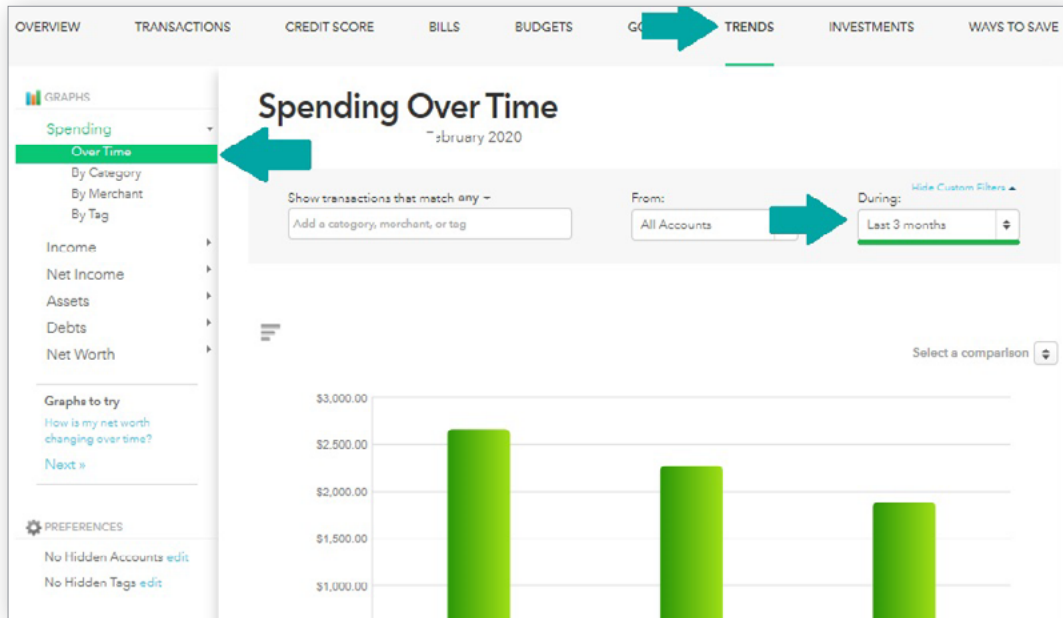 OVERVIEW TRANSACTIONS CREDIT SCORE BILLS BUDGETS TRENDS INVESTMENTS WAYS TO SAVE
GRAPHS
Spending
Over Time
By Category
By Merchant
By Tag
Income
Net Income
Assets
Debts
Net Worth
Graphs to try
How is my net worth
changing over time?
Next »
PREFERENCES
No Hidden Accounts edit
No Hidden Tags edit
Spending Over Time
February 2020
Hide Custom Filters
Show transactions that match any
Add a category, merchant, or tag
From:
All Accounts
During:
Last 3 months
Select a comparison
$3,000.00
$2,500.00
$2,000.00
$1,500.00
$1,000.00